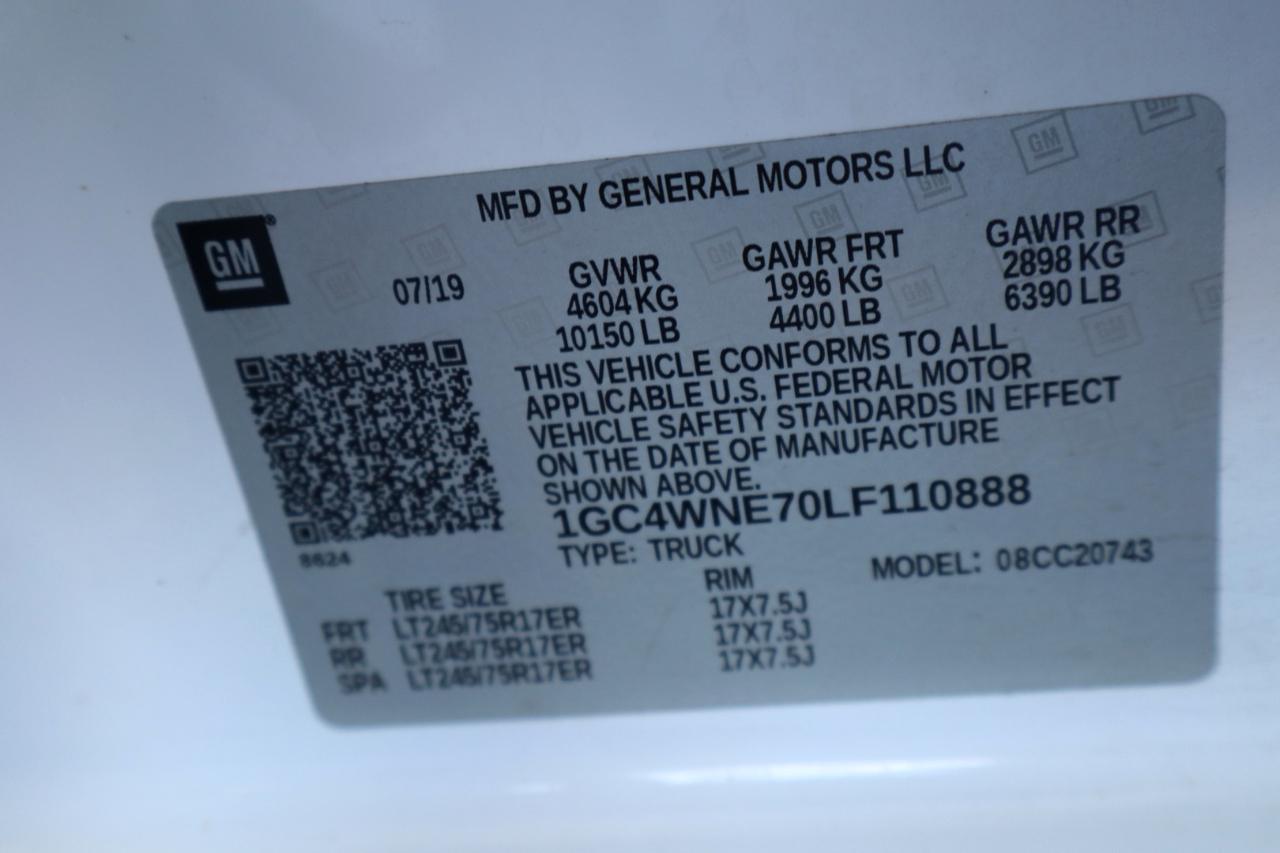 MFD BY GENERAL MOTORS LLC
GM®
07/19
GVWR
4604 KG
10150 LB
GAWR FRT
1996 KG
4400 LB
GAWR RR
2898 KG
6390 LB
THIS VEHICLE CONFORMS TO ALL
APPLICABLE U.S. FEDERAL MOTOR
VEHICLE SAFETY STANDARDS IN EFFECT
ON THE DATE OF MANUFACTURE
SHOWN ABOVE.
1GC4WNE70LF110888
8624
TYPE: TRUCK
MODEL: 08CC20743
TIRE SIZE RIM
FRT LT245/75R17ER 17X7.5J
RR LT245/75R17ER 17X7.5J
SPA LT245/75R17ER 17X7.5J